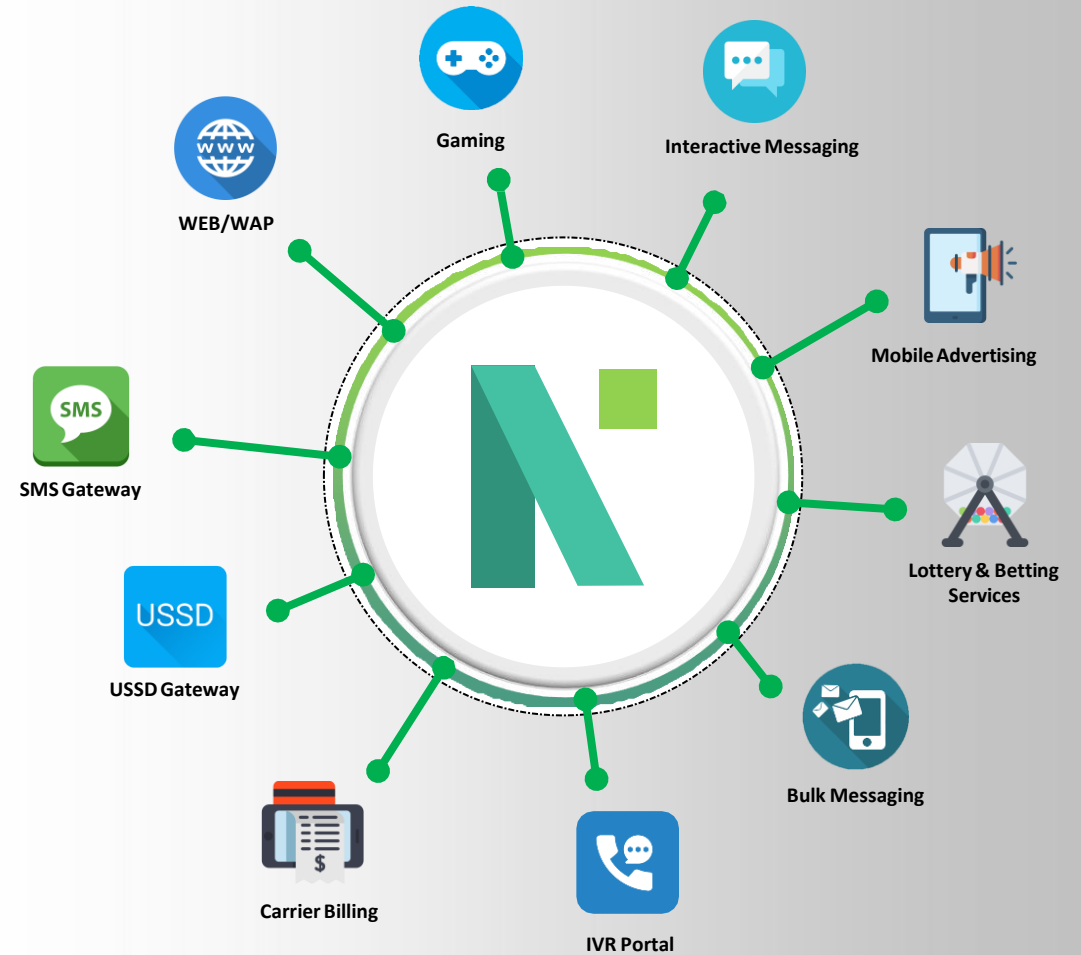 Gaming
Interactive Messaging
WWW
WEB/WAP
Mobile Advertising
SMS
SMS Gateway
Lottery & Betting
Services
USSD
USSD Gateway
Bulk Messaging
$
Carrier Billing
IVR Portal